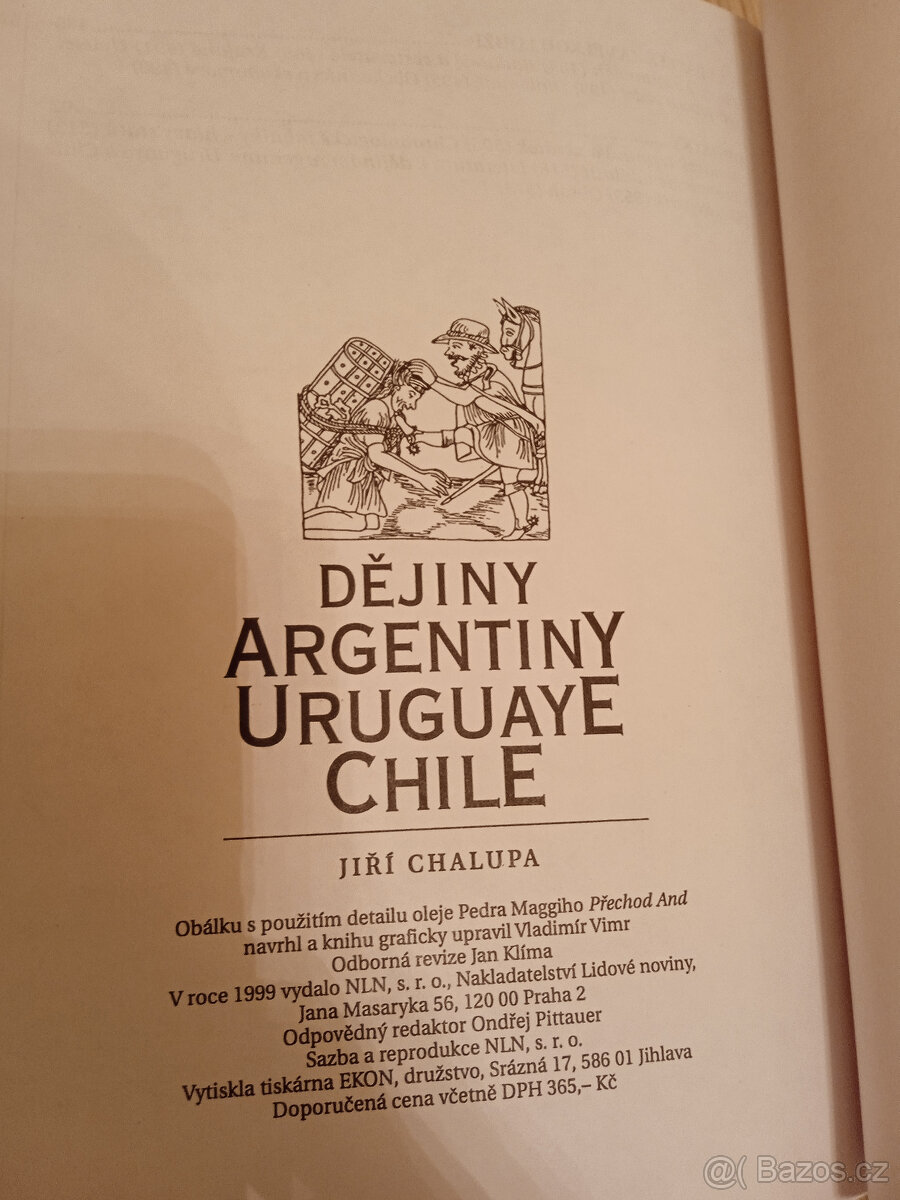 DĚJINY
ARGENTINY
URUGUAYE
CHILE
JIŘÍ CHALUPA
Obálku s použitím detailu oleje Pedra Maggiho Přechod And
navrhl a knihu graficky upravil Vladimír Vimr
Odborná revize Jan Klíma
V roce 1999 vydalo NLN, s. r. o., Nakladatelství Lidové noviny,
Jana Masaryka 56, 120 00 Praha 2
Odpovědný redaktor Ondřej Pittauer
Sazba a reprodukce NLN, s. r. o.
Vytiskla tiskárna EKON, družstvo, Srázná 17, 586 01 Jihlava
Doporučená cena včetně DPH 365,– Kč
@( Bazos.cz